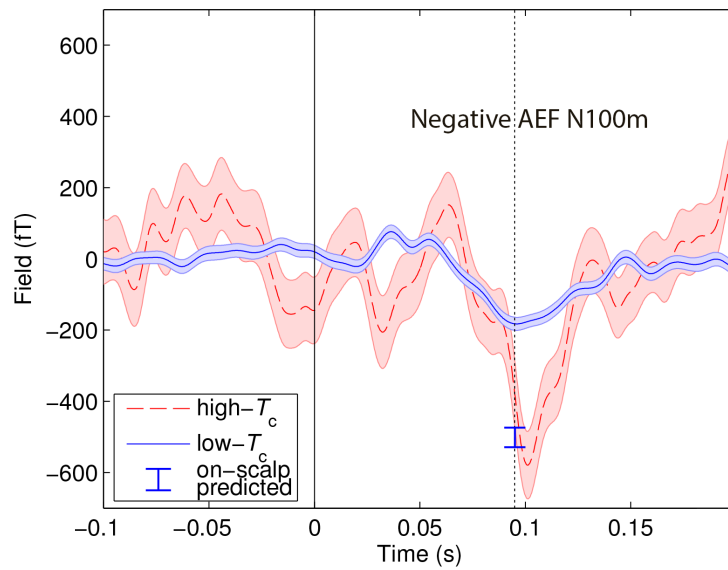 600
400
200
0
−200
−400
−600
Field (fT)
Negative AEF N100m
high−Tc
low−Tc
on−scalp
predicted
−0.1
−0.05
0
0.05
0.1
0.15
Time (s)